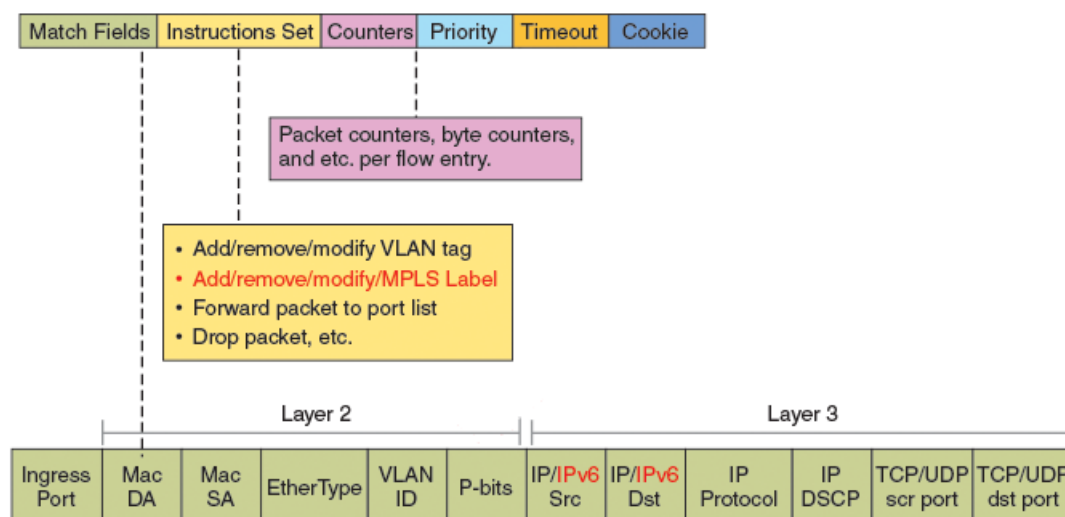 Match Fields Instructions Set Counters Priority Timeout Cookie
Packet counters, byte counters,
and etc. per flow entry.
• Add/remove/modify VLAN tag
• Add/remove/modify/MPLS Label
• Forward packet to port list
• Drop packet, etc.
Layer 2 Layer 3
Ingress
Port
Mac
DA
Mac
SA
EtherType
VLAN
ID
P-bits
IP/IPv6
Src
IP/IPv6
Dst
IP
Protocol
IP
DSCP
TCP/UDP
scr port
TCP/UDP
dst port